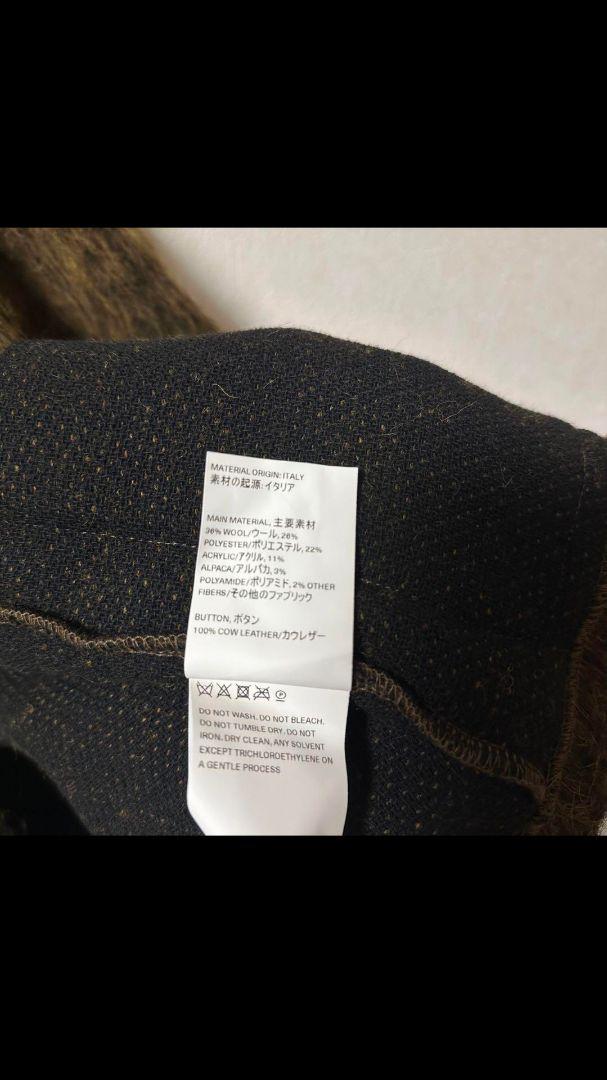 MATERIAL ORIGIN: ITALY
素材の起源:イタリア
MAIN MATERIAL, 主要素材
36% WOOL/ウール, 26%
POLYESTER/ポリエステル, 22%
ACRYLIC/アクリル, 11%
ALPACA/アルパカ, 3%
POLYAMIDE/ポリアミド, 2% OTHER
FIBERS/その他のファブリック
BUTTON, ボタン
100% COW LEATHER/カウレザー
P
DO NOT WASH. DO NOT BLEACH.
DO NOT TUMBLE DRY. DO NOT
IRON. DRY CLEAN, ANY SOLVENT
EXCEPT TRICHLOROETHYLENE ON
A GENTLE PROCESS